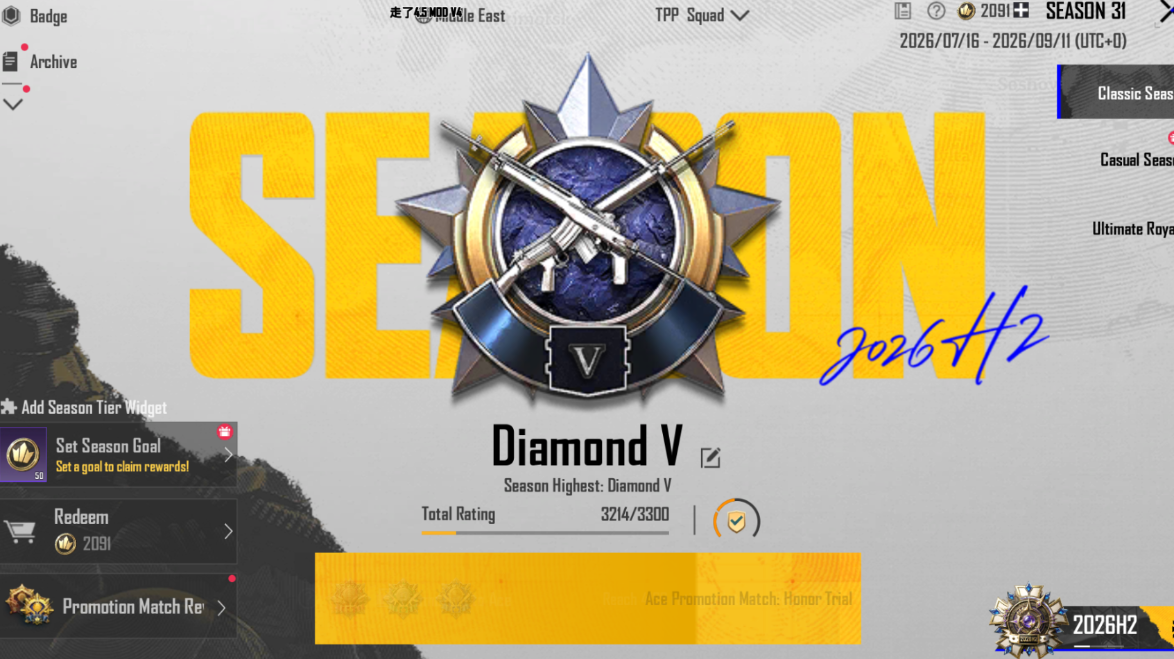 Badge
走了4.5 MOD V4
Middle East
TPP Squad
2091
SEASON 31
2026/07/16 - 2026/09/11 (UTC+0)
Archive
Classic Seas
Casual Seas
Ultimate Roya
SEASON
2026H2
V
Add Season Tier Widget
Set Season Goal
Set a goal to claim rewards!
50
Diamond V
Season Highest: Diamond V
Total Rating
3214/3300
Redeem
2091
Ace Promotion Match: Honor Trial
Promotion Match Re
2026H2